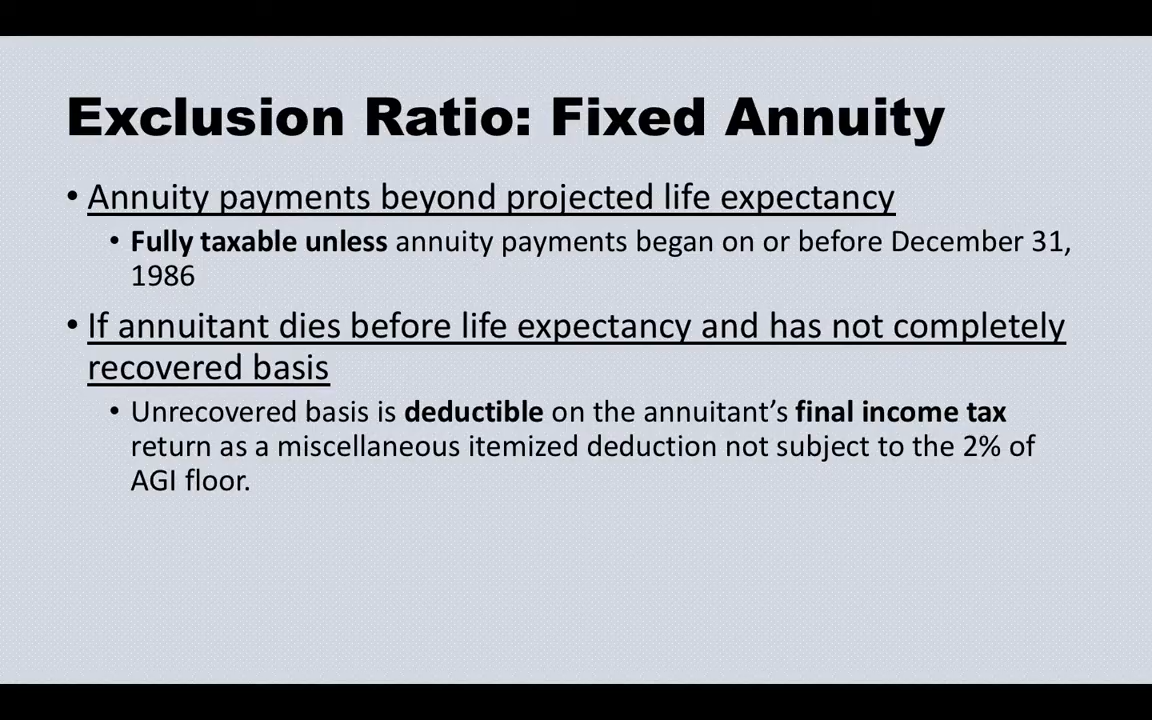 Exclusion Ratio: Fixed Annuity
• Annuity payments beyond projected life expectancy
• Fully taxable unless annuity payments began on or before December 31,
1986
• If annuitant dies before life expectancy and has not completely
recovered basis
• Unrecovered basis is deductible on the annuitant’s final income tax
return as a miscellaneous itemized deduction not subject to the 2% of
AGI floor.